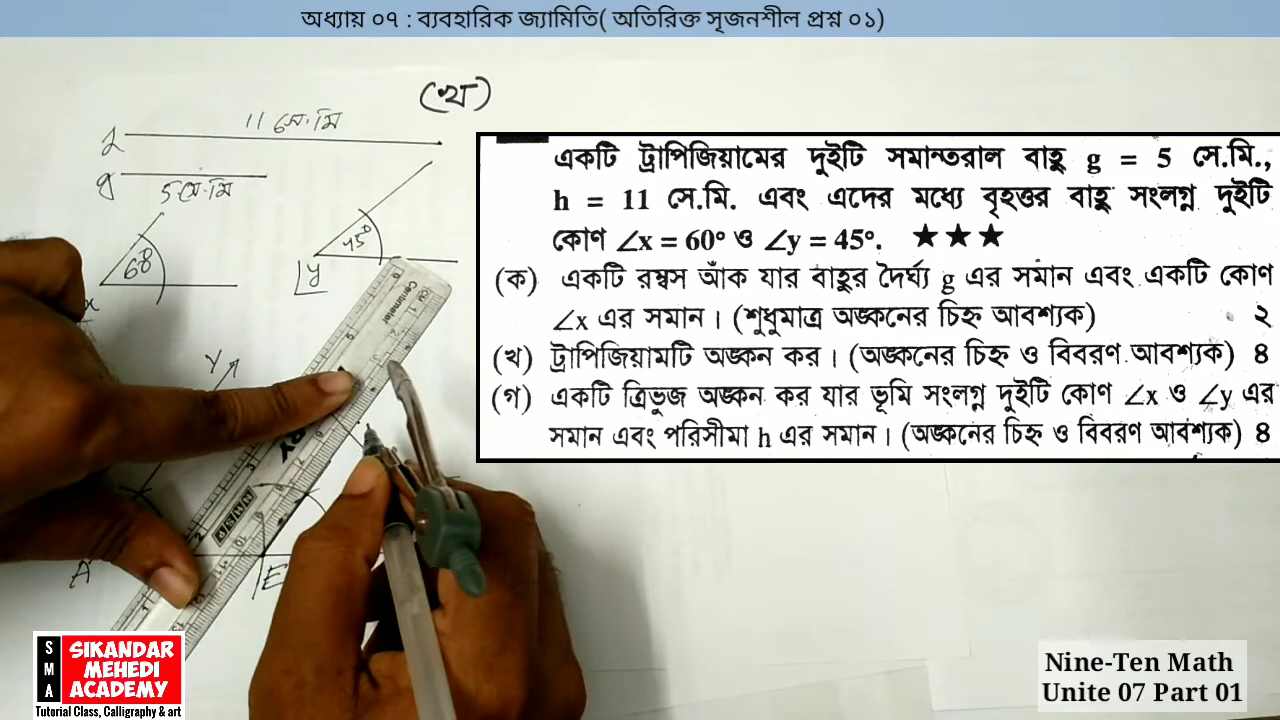 অধ্যায় ০৭ : ব্যবহারিক জ্যামিতি( অতিরিক্ত সৃজনশীল প্রশ্ন ০১)
(খ)
11 সে.মি
g
5 সে.মি
60°
x
45°
y
Y
A
E
একটি ট্রাপিজিয়ামের দুইটি সমান্তরাল বাহু g = 5 সে.মি.,
h = 11 সে.মি. এবং এদের মধ্যে বৃহত্তর বাহু সংলগ্ন দুইটি
কোণ ∠x = 60° ও ∠y = 45°. ★★★
(ক) একটি রম্বস আঁক যার বাহুর দৈর্ঘ্য g এর সমান এবং একটি কোণ
∠x এর সমান। (শুধুমাত্র অঙ্কনের চিহ্ন আবশ্যক) ২
(খ) ট্রাপিজিয়ামটি অঙ্কন কর। (অঙ্কনের চিহ্ন ও বিবরণ আবশ্যক) ৪
(গ) একটি ত্রিভুজ অঙ্কন কর যার ভূমি সংলগ্ন দুইটি কোণ ∠x ও ∠y এর
সমান এবং পরিসীমা h এর সমান। (অঙ্কনের চিহ্ন ও বিবরণ আবশ্যক) ৪
SMA
SIKANDAR
MEHEDI
ACADEMY
Tutorial Class, Calligraphy & art
Nine-Ten Math
Unite 07 Part 01